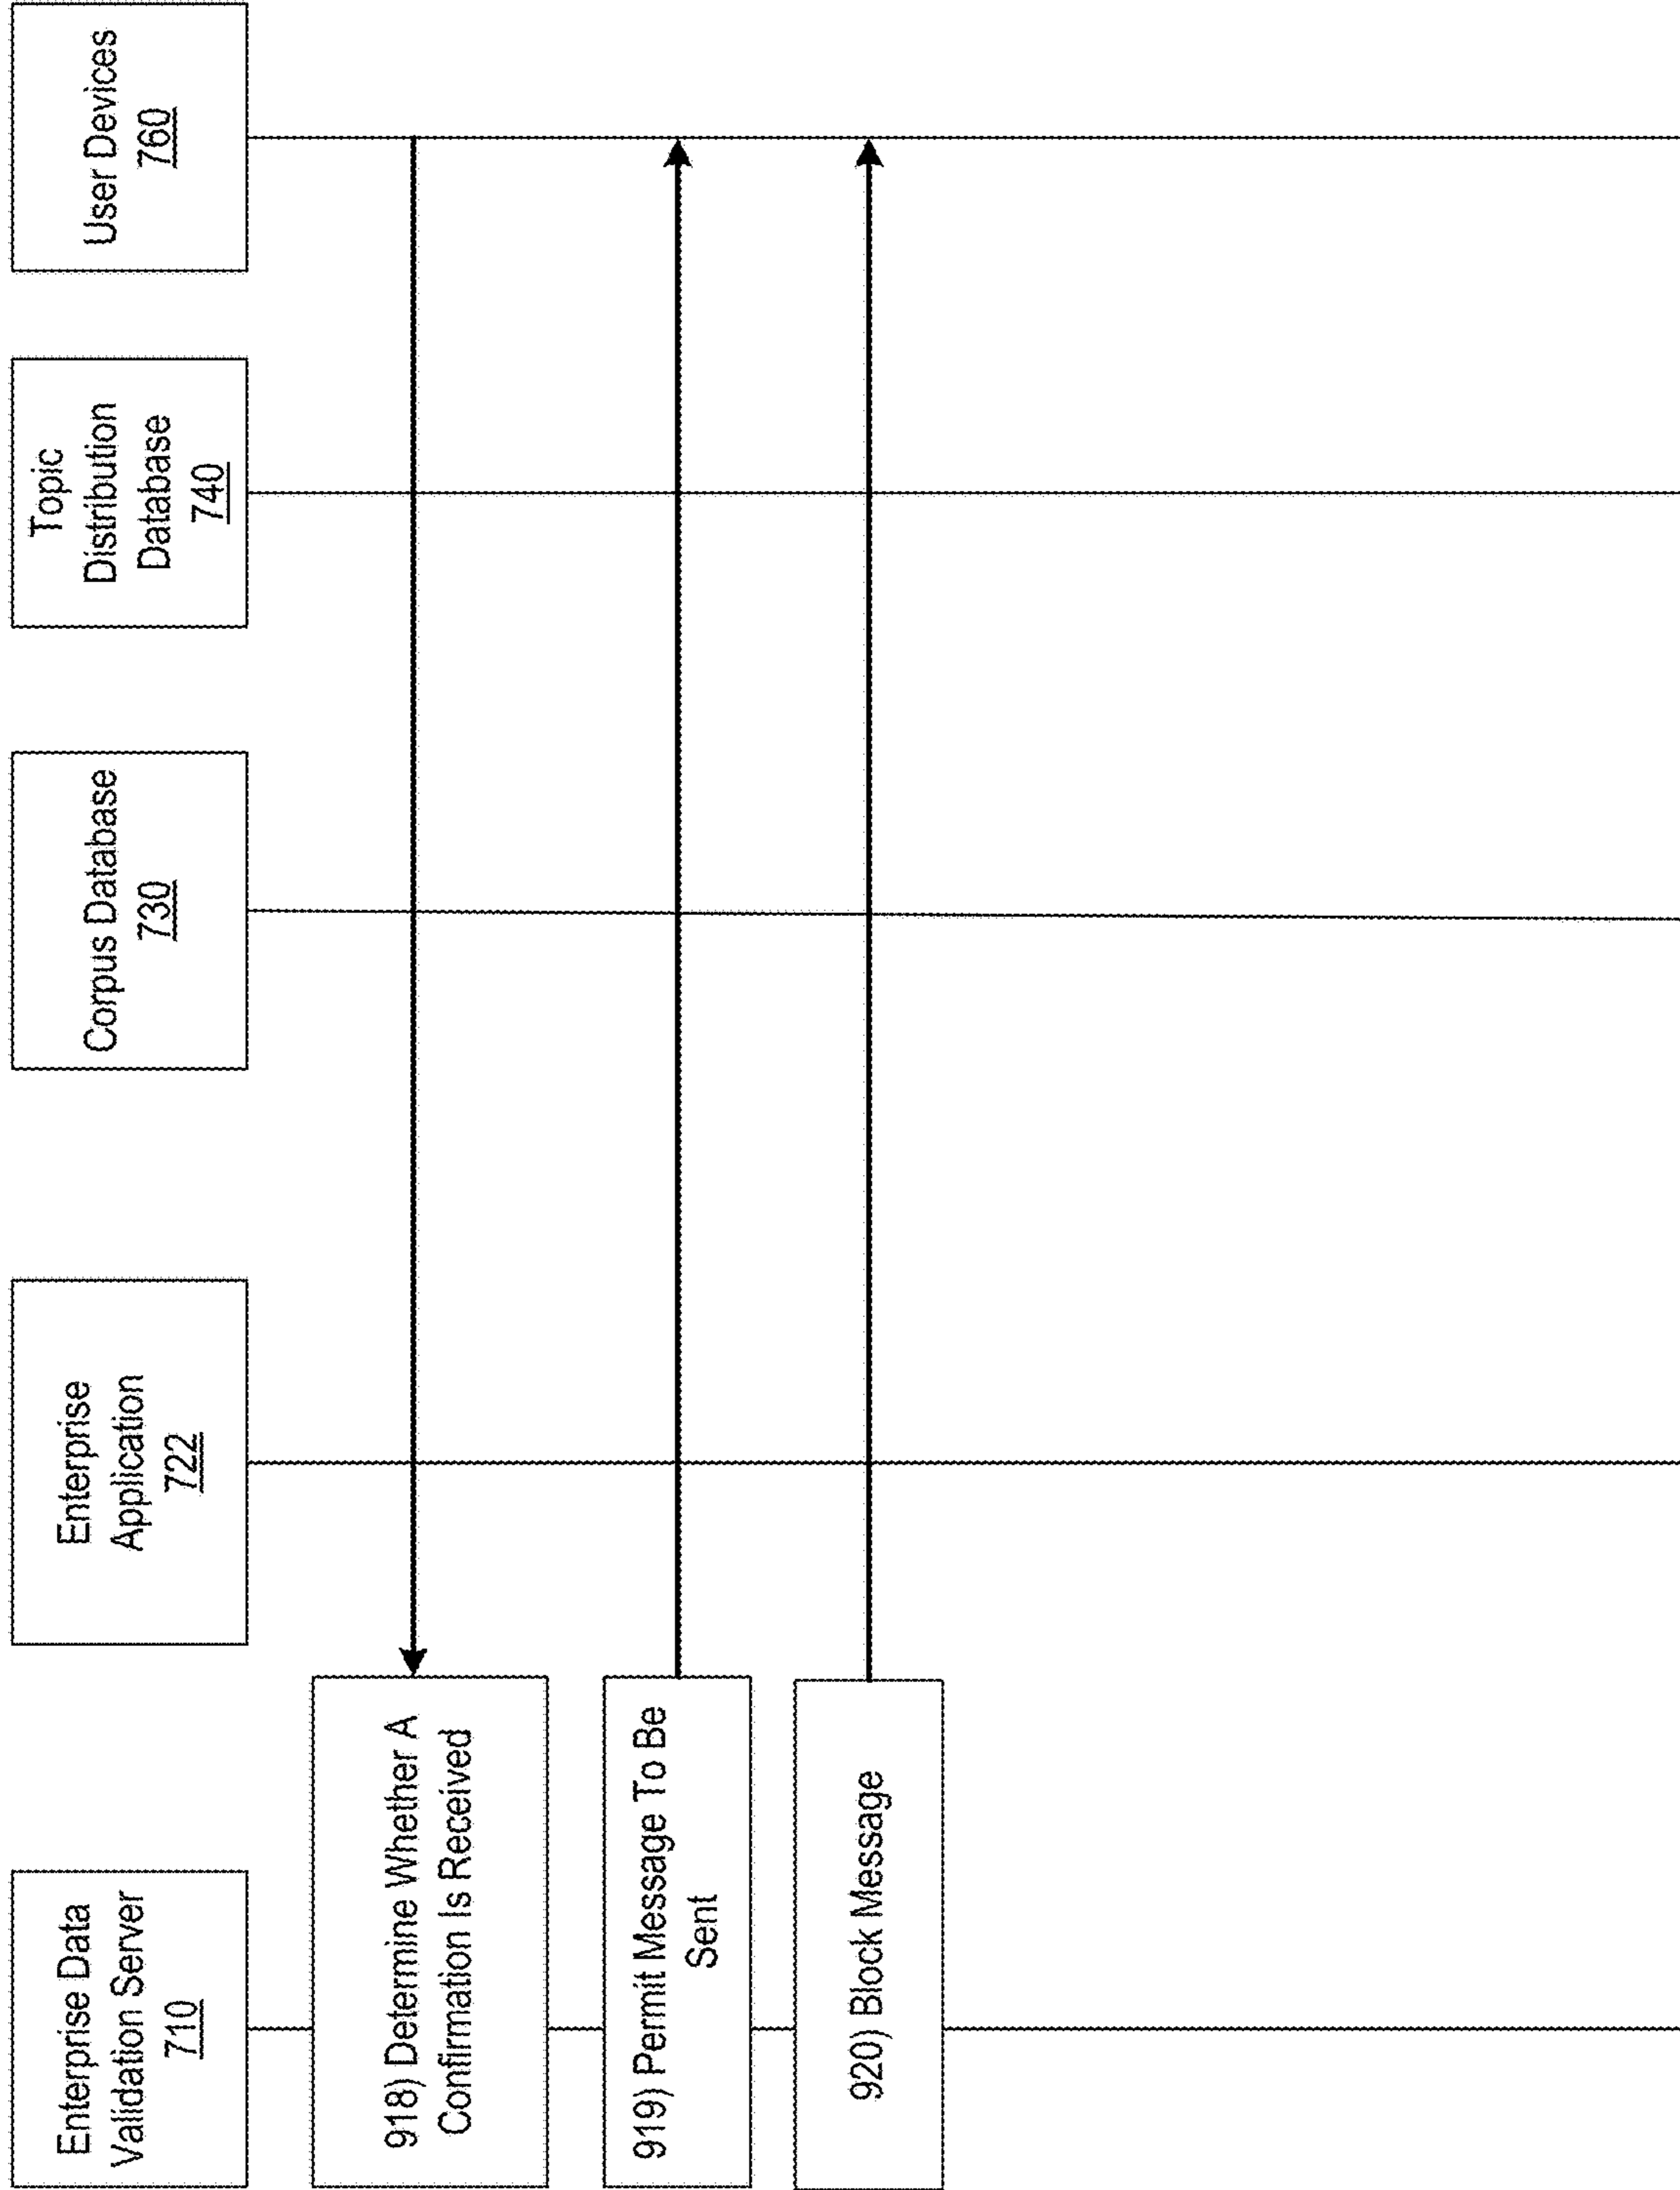 Enterprise Data
Validation Server
710
Enterprise
Application
722
Corpus Database
730
Topic
Distribution
Database
740
User Devices
760
918) Determine Whether A
Confirmation Is Received
919) Permit Message To Be
Sent
920) Block Message